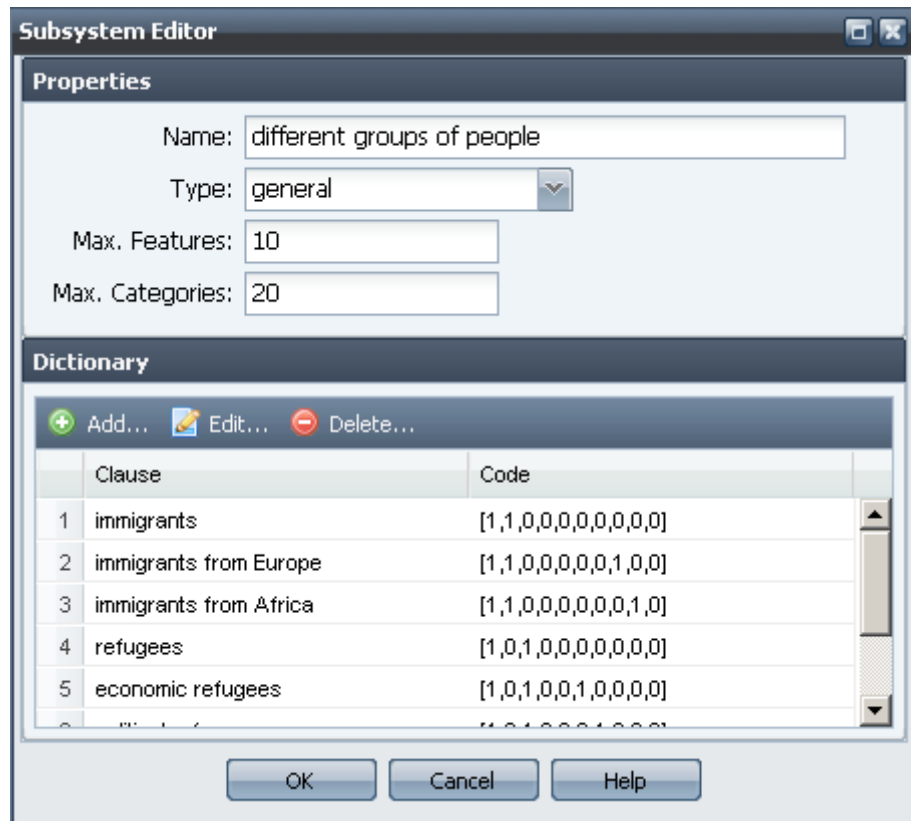 Subsystem Editor
Properties
Name: different groups of people
Type: general
Max. Features: 10
Max. Categories: 20
Dictionary
Add... Edit... Delete...
Clause Code
1 immigrants [1,1,0,0,0,0,0,0,0,0]
2 immigrants from Europe [1,1,0,0,0,0,0,1,0,0]
3 immigrants from Africa [1,1,0,0,0,0,0,0,1,0]
4 refugees [1,0,1,0,0,0,0,0,0,0]
5 economic refugees [1,0,1,0,0,1,0,0,0,0]
OK Cancel Help